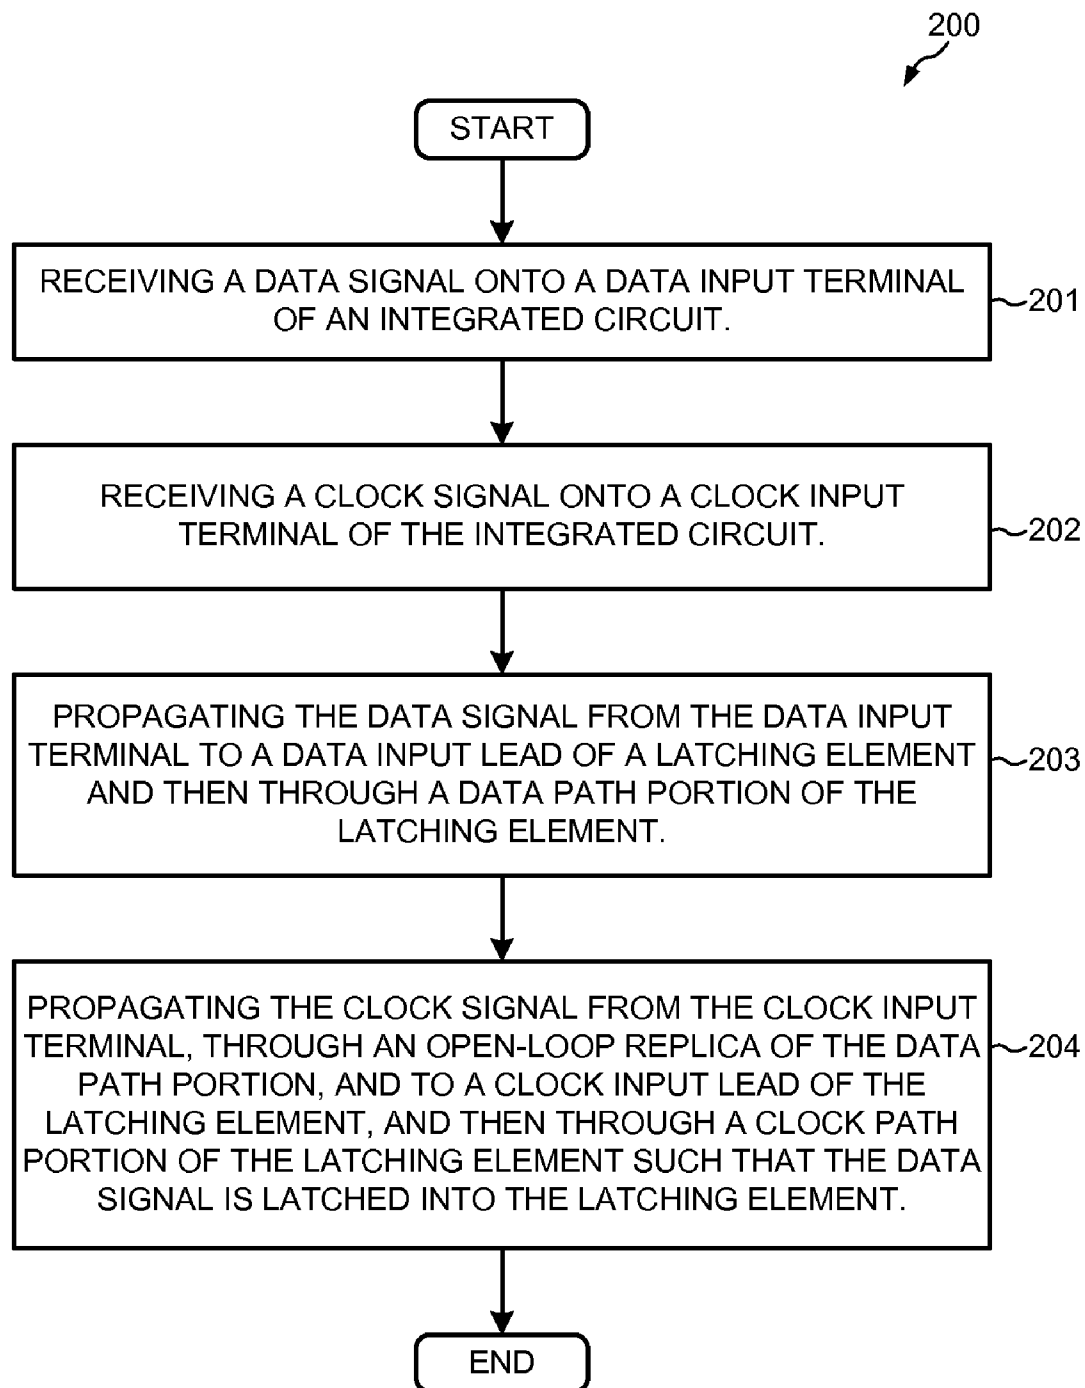 200
START
RECEIVING A DATA SIGNAL ONTO A DATA INPUT TERMINAL
OF AN INTEGRATED CIRCUIT.
201
RECEIVING A CLOCK SIGNAL ONTO A CLOCK INPUT
TERMINAL OF THE INTEGRATED CIRCUIT.
202
PROPAGATING THE DATA SIGNAL FROM THE DATA INPUT
TERMINAL TO A DATA INPUT LEAD OF A LATCHING ELEMENT
AND THEN THROUGH A DATA PATH PORTION OF THE
LATCHING ELEMENT.
203
PROPAGATING THE CLOCK SIGNAL FROM THE CLOCK INPUT
TERMINAL, THROUGH AN OPEN-LOOP REPLICA OF THE DATA
PATH PORTION, AND TO A CLOCK INPUT LEAD OF THE
LATCHING ELEMENT, AND THEN THROUGH A CLOCK PATH
PORTION OF THE LATCHING ELEMENT SUCH THAT THE DATA
SIGNAL IS LATCHED INTO THE LATCHING ELEMENT.
204
END